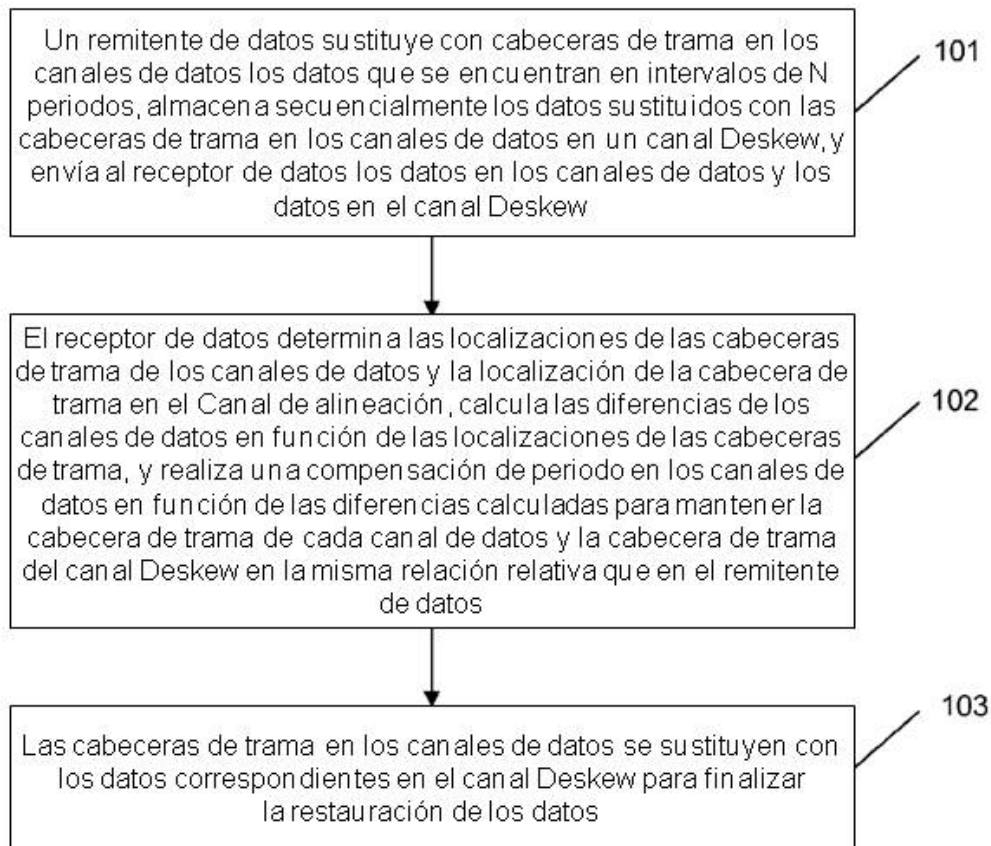 Un remitente de datos sustituye con cabeceras de trama en los
canales de datos los datos que se encuentran en intervalos de N
periodos, almacena secuencialmente los datos sustituidos con las
cabeceras de trama en los canales de datos en un canal Deskew, y
envía al receptor de datos los datos en los canales de datos y los
datos en el canal Deskew
101
El receptor de datos determina las localizaciones de las cabeceras
de trama de los canales de datos y la localización de la cabecera de
trama en el Canal de alineación, calcula las diferencias de los
canales de datos en función de las localizaciones de las cabeceras
de trama, y realiza una compensación de periodo en los canales de
datos en función de las diferencias calculadas para mantener la
cabecera de trama de cada canal de datos y la cabecera de trama
del canal Deskew en la misma relación relativa que en el remitente
de datos
102
Las cabeceras de trama en los canales de datos se sustituyen con
los datos correspondientes en el canal Deskew para finalizar
la restauración de los datos
103